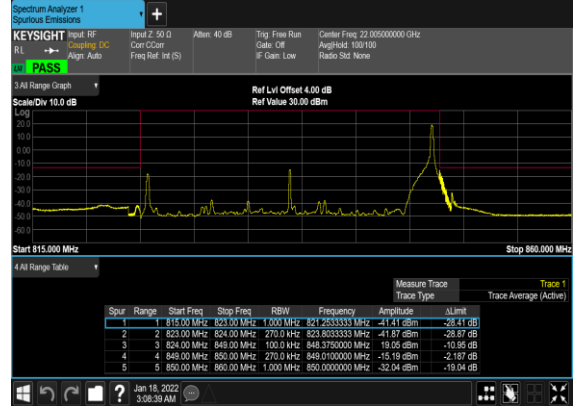 Spectrum Analyzer 1
Spurious Emissions
KEYSIGHT Input: RF Input Z: 50 Ω Atten: 40 dB Trig: Free Run Center Freq: 22.005000000 GHz
RL Coupling: DC Corr CCorr Gate: Off Avg|Hold: 100/100
Align: Auto Freq Ref: Int (S) IF Gain: Low Radio Std: None
PASS
3 All Range Graph
Ref Lvl Offset 4.00 dB
Scale/Div 10.0 dB Ref Value 30.00 dBm
Log
20.0
10.0
0.00
-10.0
-20.0
-30.0
-40.0
-50.0
-60.0
Start 815.000 MHz Stop 860.000 MHz
4 All Range Table
Measure Trace Trace 1
Trace Type Trace Average (Active)
Spur Range Start Freq Stop Freq RBW Frequency Amplitude ΔLimit
1 1 815.00 MHz 823.00 MHz 1.000 MHz 821.2533333 MHz -41.41 dBm -28.41 dB
2 2 823.00 MHz 824.00 MHz 270.0 kHz 823.8033333 MHz -41.87 dBm -28.87 dB
3 3 824.00 MHz 849.00 MHz 100.0 kHz 848.3750000 MHz 19.05 dBm -10.95 dB
4 4 849.00 MHz 850.00 MHz 270.0 kHz 849.0100000 MHz -15.19 dBm -2.187 dB
5 5 850.00 MHz 860.00 MHz 1.000 MHz 850.0000000 MHz -32.04 dBm -19.04 dB
? Jan 18, 2022
3:08:39 AM